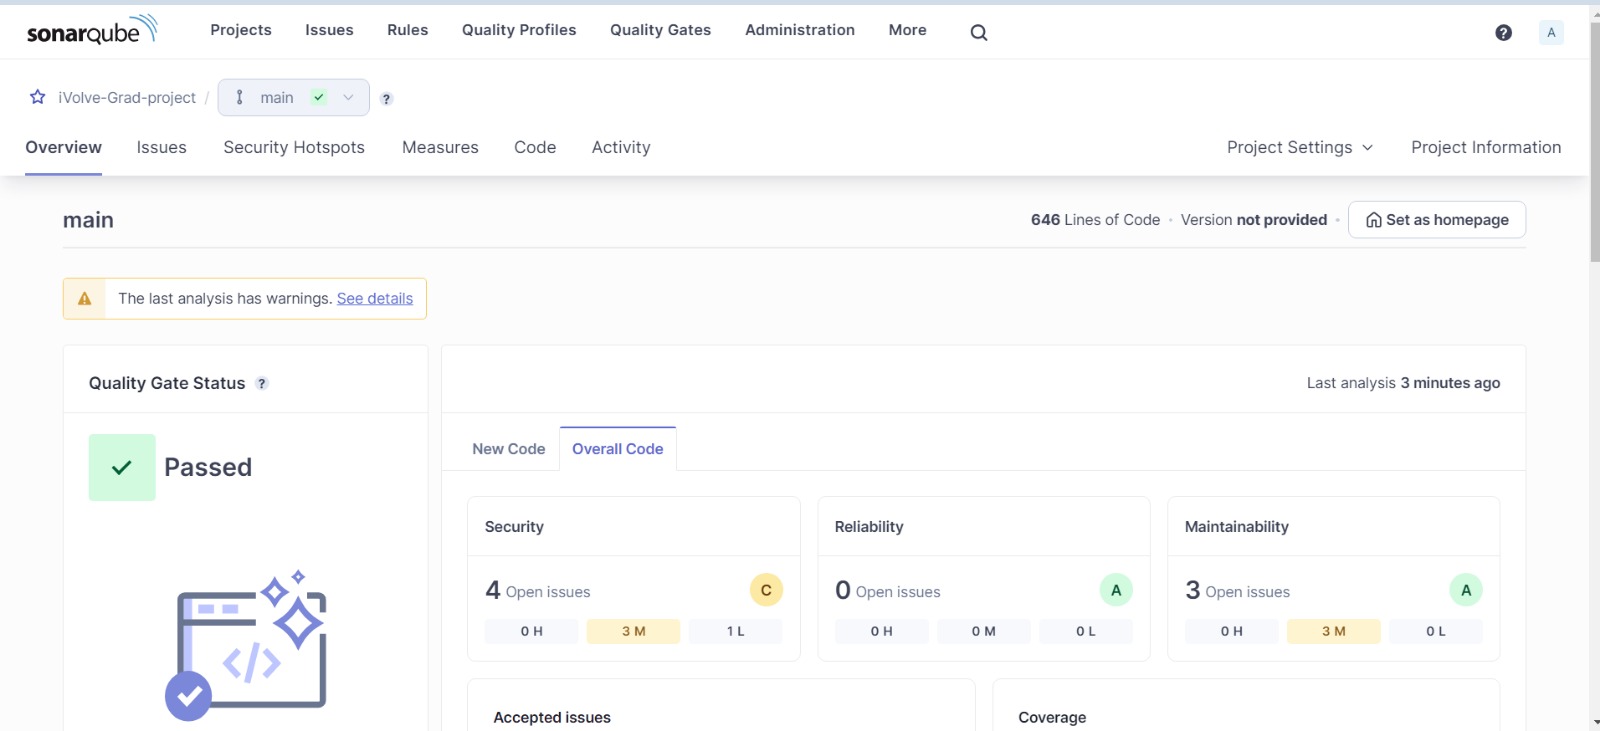 sonarqube Projects Issues Rules Quality Profiles Quality Gates Administration More ? A
iVolve-Grad-project / main ?
Overview Issues Security Hotspots Measures Code Activity Project Settings Project Information
main 646 Lines of Code • Version not provided • Set as homepage
The last analysis has warnings. See details
Quality Gate Status ?
Passed
</>
Last analysis 3 minutes ago
New Code Overall Code
Security
4 Open issues C
0 H 3 M 1 L
Reliability
0 Open issues A
0 H 0 M 0 L
Maintainability
3 Open issues A
0 H 3 M 0 L
Accepted issues
Coverage